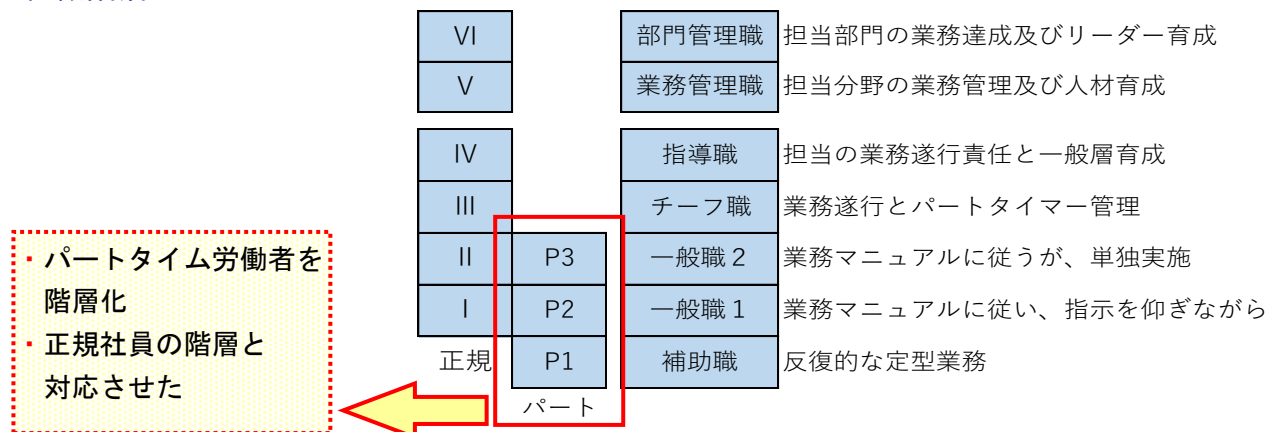 VI 部門管理職 担当部門の業務達成及びリーダー育成
V 業務管理職 担当分野の業務管理及び人材育成
IV 指導職 担当の業務遂行責任と一般層育成
III チーフ職 業務遂行とパートタイマー管理
II P3 一般職２ 業務マニュアルに従うが、単独実施
I P2 一般職１ 業務マニュアルに従い、指示を仰ぎながら
正規 P1 補助職 反復的な定型業務
パート
・パートタイム労働者を
階層化
・正規社員の階層と
対応させた